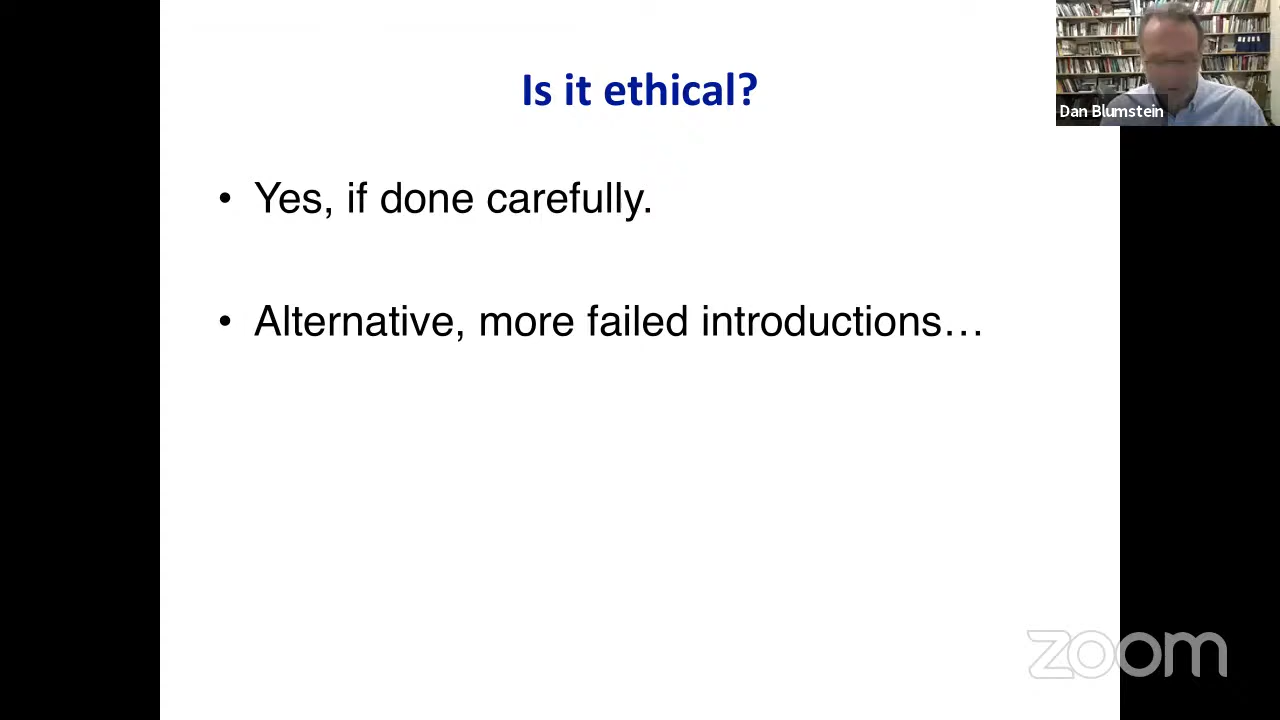 Is it ethical?
Dan Blumstein
• Yes, if done carefully.
• Alternative, more failed introductions…
zoom